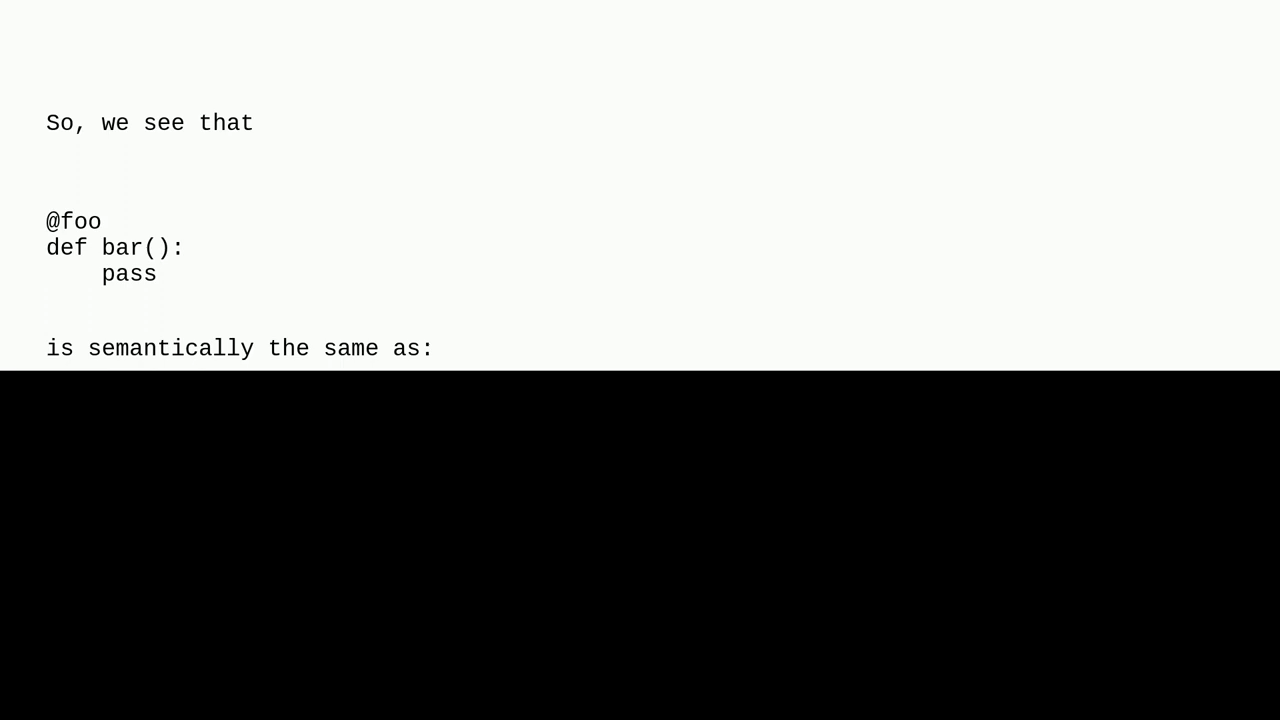 So, we see that
@foo
def bar():
    pass
is semantically the same as: